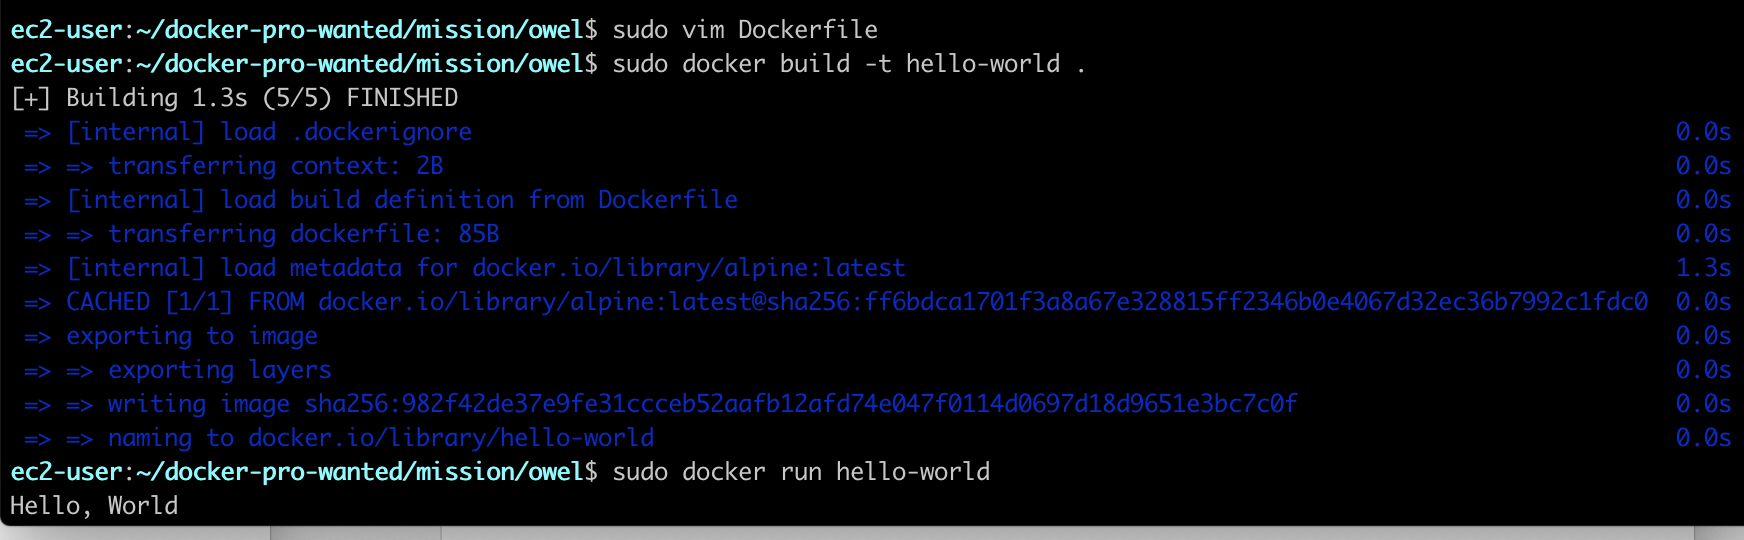 ec2-user:~/docker-pro-wanted/mission/owel$ sudo vim Dockerfile
ec2-user:~/docker-pro-wanted/mission/owel$ sudo docker build -t hello-world .
[+] Building 1.3s (5/5) FINISHED
=> [internal] load .dockerignore 0.0s
=> => transferring context: 2B 0.0s
=> [internal] load build definition from Dockerfile 0.0s
=> => transferring dockerfile: 85B 0.0s
=> [internal] load metadata for docker.io/library/alpine:latest 1.3s
=> CACHED [1/1] FROM docker.io/library/alpine:latest@sha256:ff6bdca1701f3a8a67e328815ff2346b0e4067d32ec36b7992c1fdc0 0.0s
=> exporting to image 0.0s
=> => exporting layers 0.0s
=> => writing image sha256:982f42de37e9fe31ccceb52aafb12afd74e047f0114d0697d18d9651e3bc7c0f 0.0s
=> => naming to docker.io/library/hello-world 0.0s
ec2-user:~/docker-pro-wanted/mission/owel$ sudo docker run hello-world
Hello, World